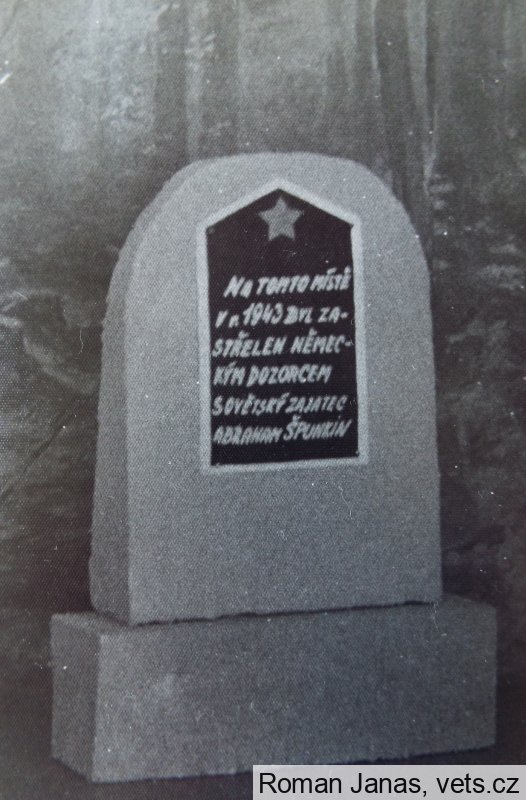 NA TOMTO MÍSTĚ
V r. 1943 BYL ZA-
STŘELEN NĚMEC-
KÝM DOZORCEM
SOVĚTSKÝ ZAJATEC
ABRAHAM ŠPUNKIN
Roman Janas, vets.cz